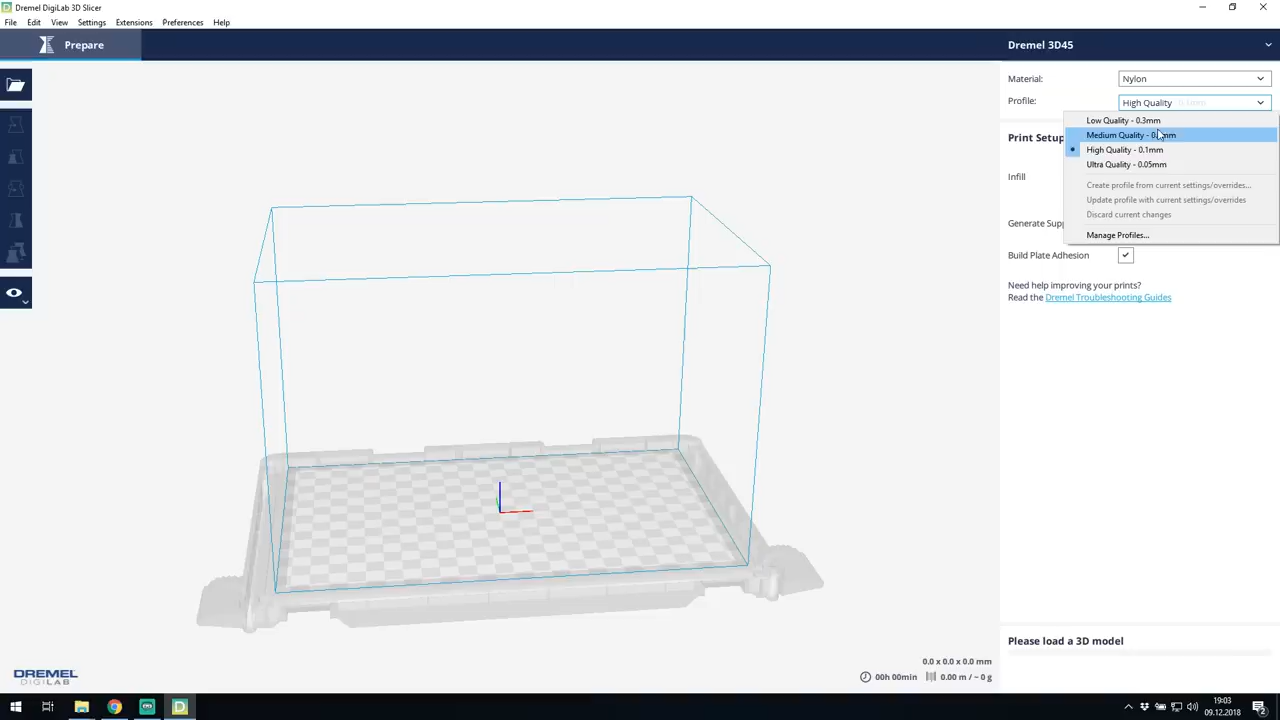 Dremel DigiLab 3D Slicer
File Edit View Settings Extensions Preferences Help
Prepare
Dremel 3D45
Material: Nylon
Profile: High Quality 0.1mm
Low Quality - 0.3mm
Medium Quality -
High Quality - 0.1mm
Ultra Quality - 0.05mm
Print Setup
Infill
Create profile from current settings/overrides...
Update profile with current settings/overrides
Discard current changes
Generate Supp
Manage Profiles...
Build Plate Adhesion
Need help improving your prints?
Read the Dremel Troubleshooting Guides
Please load a 3D model
0.0 x 0.0 x 0.0 mm
00h 00min 0.00 m / ~ 0 g
DREMEL
DIGILAB
19:03
09.12.2018
2